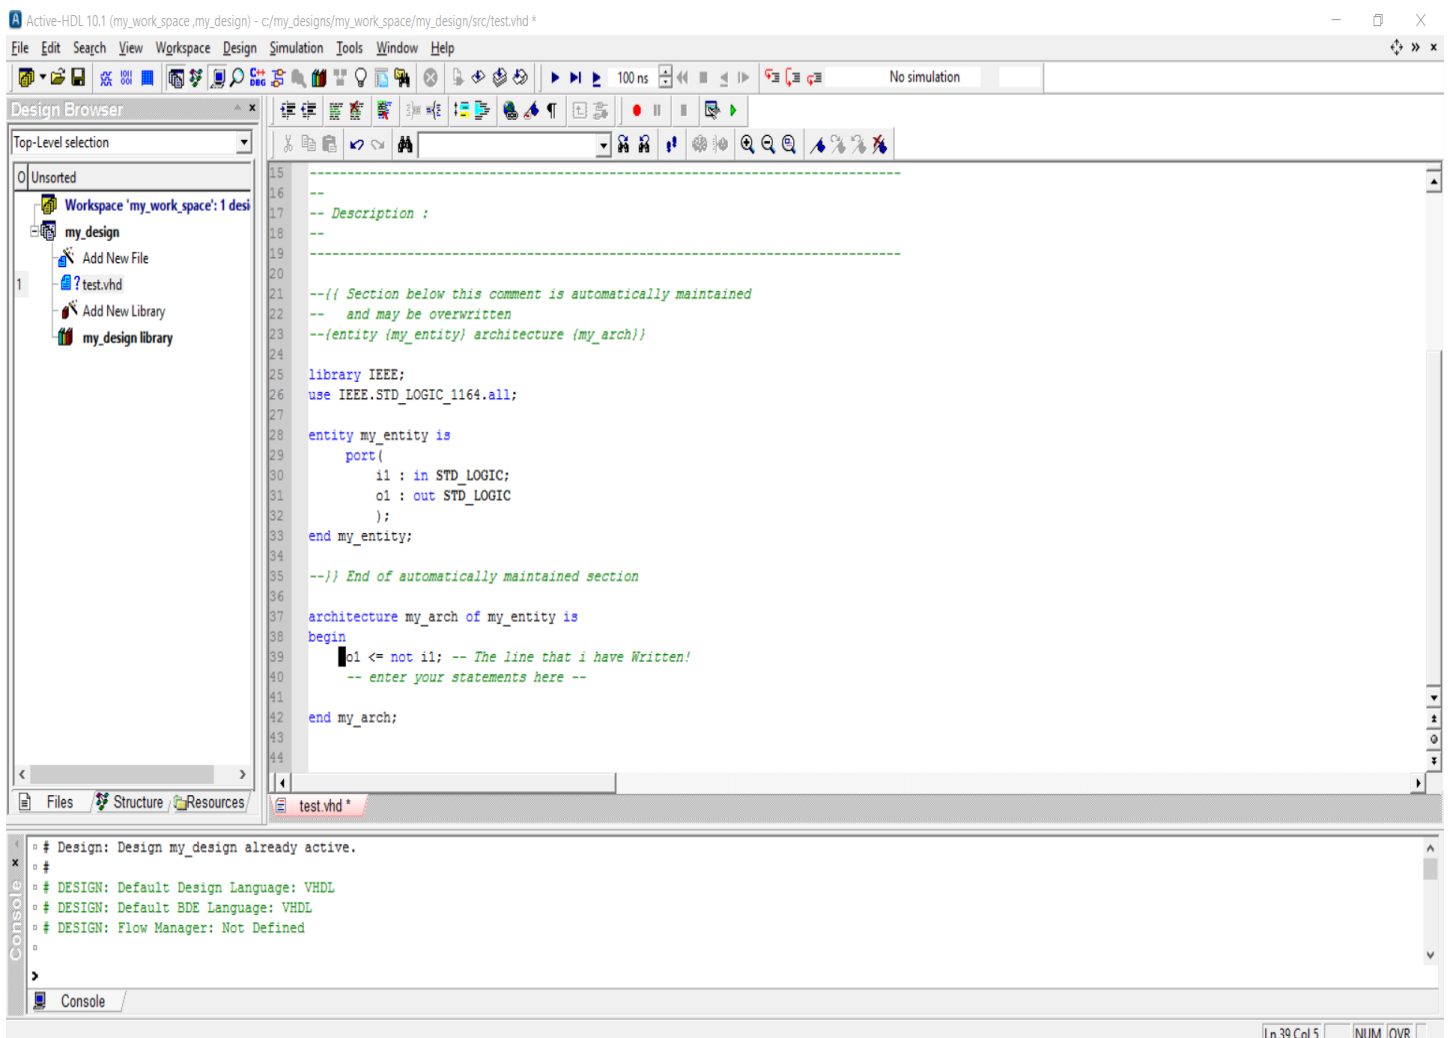 Active-HDL 10.1 (my_work_space ,my_design) - c:/my_designs/my_work_space/my_design/src/test.vhd *
File Edit Search View Workspace Design Simulation Tools Window Help
100 ns No simulation
Design Browser
Top-Level selection
O Unsorted
Workspace 'my_work_space': 1 desi
my_design
Add New File
1 ? test.vhd
Add New Library
my_design library
Files Structure Resources
15 -------------------------------------------------------------------------------
16 --
17 -- Description :
18 --
19 -------------------------------------------------------------------------------
20
21 --{{ Section below this comment is automatically maintained
22 --   and may be overwritten
23 --{entity {my_entity} architecture {my_arch}}
24
25 library IEEE;
26 use IEEE.STD_LOGIC_1164.all;
27
28 entity my_entity is
29 port(
30 i1 : in STD_LOGIC;
31 o1 : out STD_LOGIC
32 );
33 end my_entity;
34
35 --}} End of automatically maintained section
36
37 architecture my_arch of my_entity is
38 begin
39 o1 <= not i1; -- The line that i have Written!
40 -- enter your statements here --
41
42 end my_arch;
43
44
test.vhd *
# Design: Design my_design already active.
#
# DESIGN: Default Design Language: VHDL
# DESIGN: Default BDE Language: VHDL
# DESIGN: Flow Manager: Not Defined
>
Console
Console
Ln 39 Col 5 NUM OVR